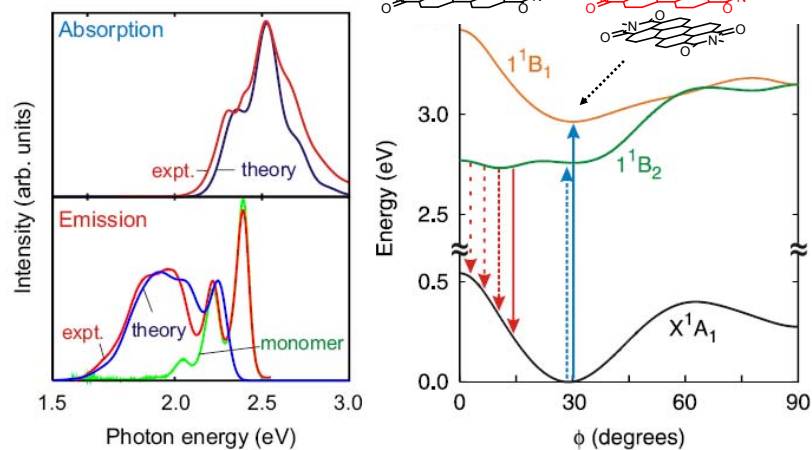 Absorption
expt.
theory
Emission
expt.
theory
monomer
Intensity (arb. units)
1.5
2.0
2.5
3.0
Photon energy (eV)
O
O
N
O
O
N
O
N
O
O
N
O
1¹B₁
1¹B₂
X¹A₁
3.0
2.5
0.5
0.0
Energy (eV)
0
30
60
90
ϕ (degrees)